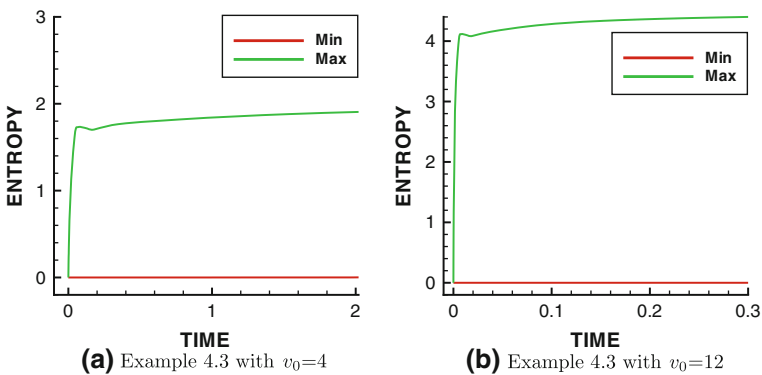 3
2
1
0
ENTROPY
Min
Max
0
1
2
TIME
(a) Example 4.3 with v₀=4
4
4
2
1
0
ENTROPY
Min
Max
0
0.1
0.2
0.3
TIME
(b) Example 4.3 with v₀=12